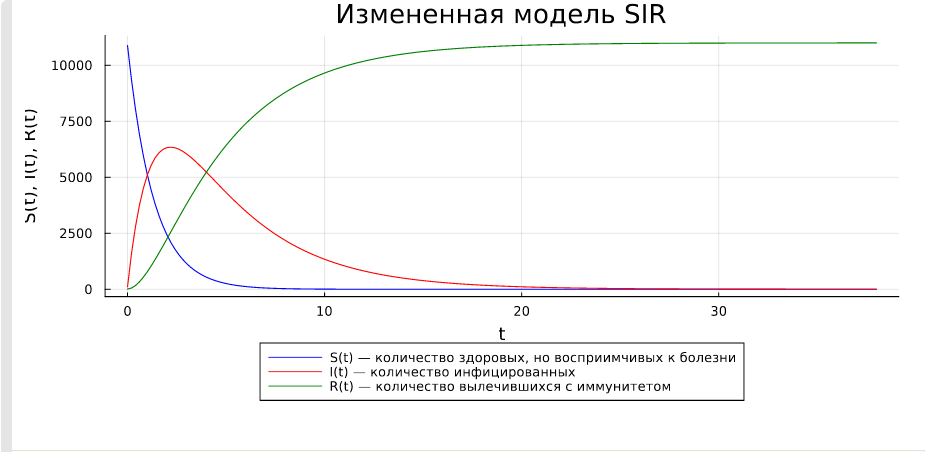 Измененная модель SIR
S(t), I(t), R(t)
10000
7500
5000
2500
0
0 10 20 30
t
S(t) — количество здоровых, но восприимчивых к болезни
I(t) — количество инфицированных
R(t) — количество вылечившихся с иммунитетом